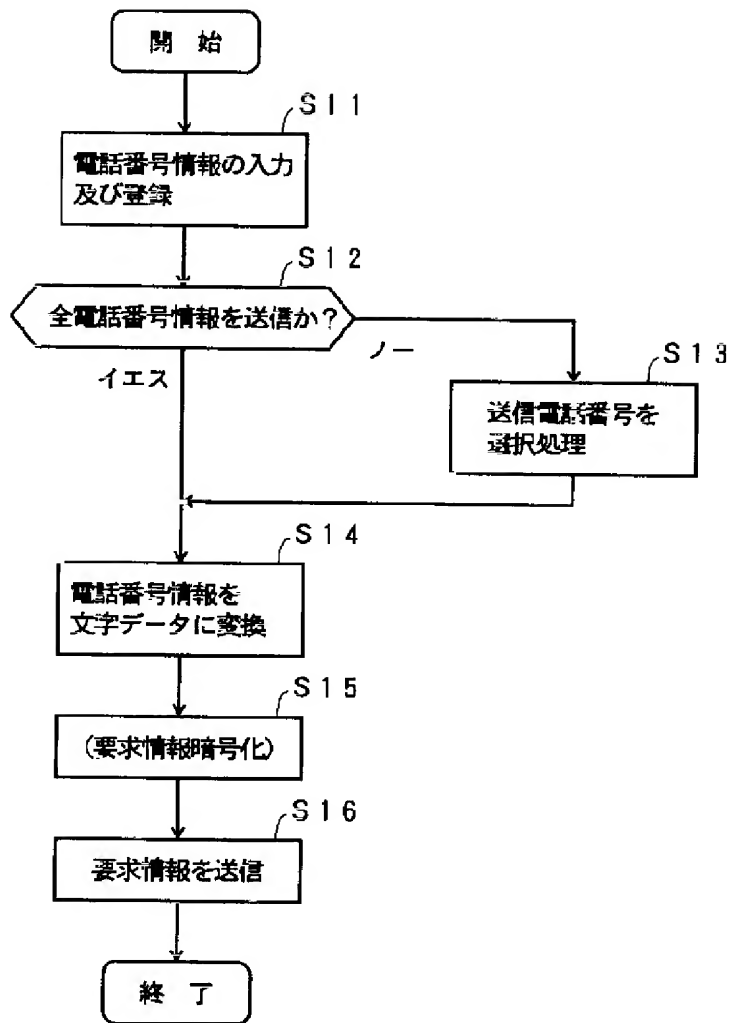 開 始
S11
電話番号情報の入力
及び登録
S12
全電話番号情報を送信か?
ノー
イエス
S13
送信電話番号を
選択処理
S14
電話番号情報を
文字データに変換
S15
(要求情報暗号化)
S16
要求情報を送信
終 了